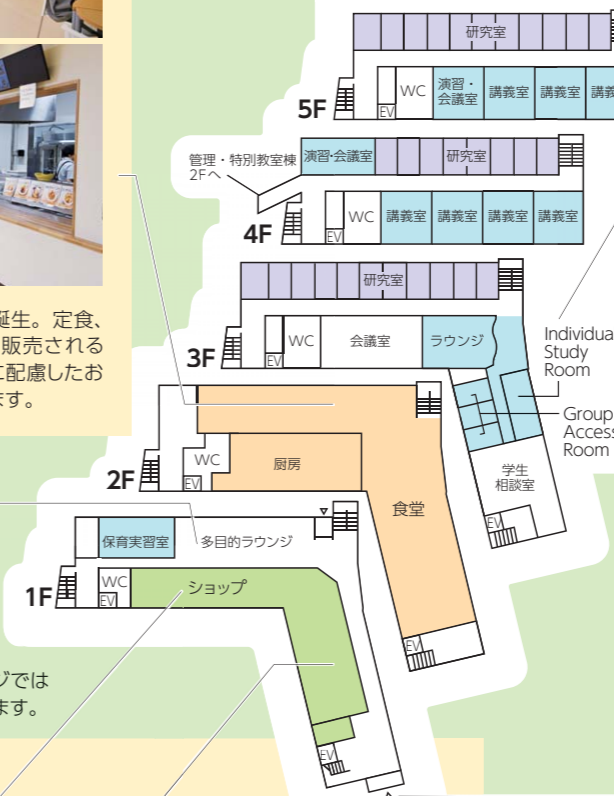 研究室
5F
EV
WC
演習・
会議室
講義室
講義室
管理・特別教室棟
2Fへ
演習・会議室
研究室
4F
EV
WC
講義室
講義室
講義室
講義室
研究室
3F
EV
WC
会議室
ラウンジ
Individua
Study
Room
Group
Access
Room
学生
相談室
EV
2F
WC
EV
厨房
食堂
EV
1F
保育実習室
多目的ラウンジ
WC
EV
ショップ
EV
誕生。定食、
販売される
に配慮したお
ます。
ジでは
ます。